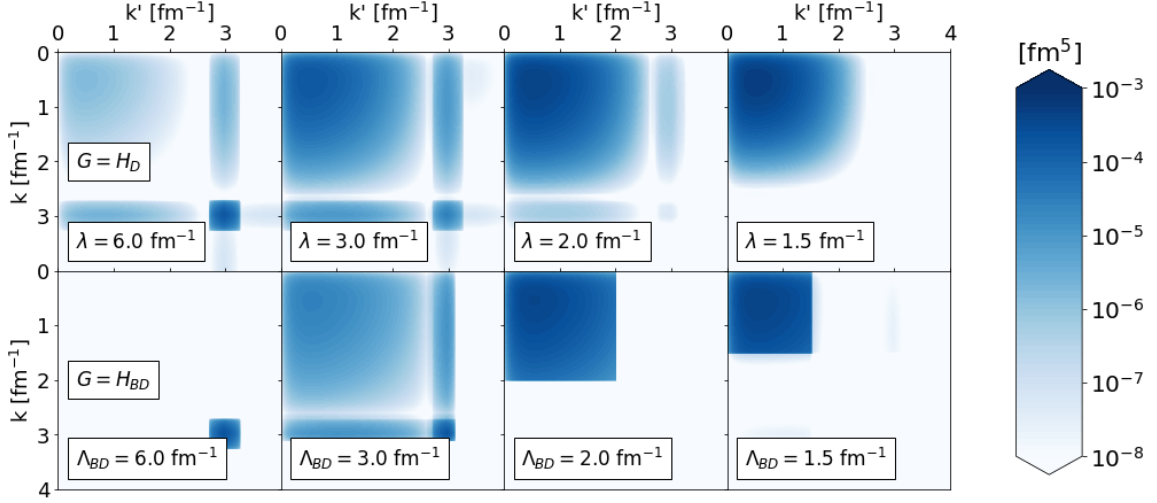 k' [fm⁻¹] k' [fm⁻¹] k' [fm⁻¹] k' [fm⁻¹]
0 1 2 3 0 1 2 3 0 1 2 3 0 1 2 3 4
[fm⁵]
0
1
2
3
0
k [fm⁻¹]
G = H_D
λ = 6.0 fm⁻¹
λ = 3.0 fm⁻¹
λ = 2.0 fm⁻¹
λ = 1.5 fm⁻¹
1
2
3
4
k [fm⁻¹]
G = H_BD
Λ_BD = 6.0 fm⁻¹
Λ_BD = 3.0 fm⁻¹
Λ_BD = 2.0 fm⁻¹
Λ_BD = 1.5 fm⁻¹
10⁻³
10⁻⁴
10⁻⁵
10⁻⁶
10⁻⁷
10⁻⁸